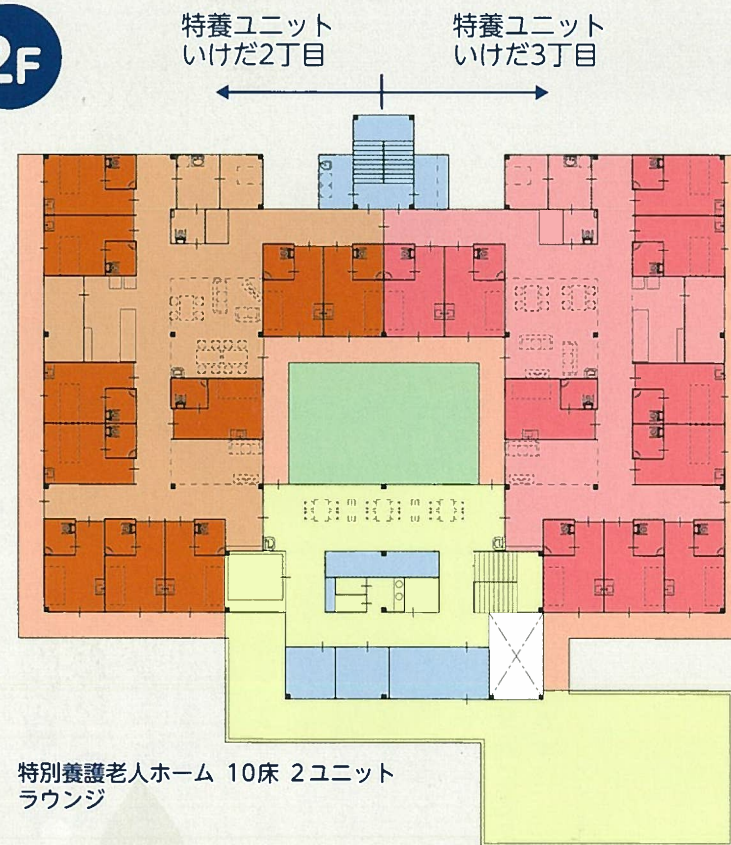 2F
特養ユニット
いけだ2丁目
特養ユニット
いけだ3丁目
特別養護老人ホーム 10床 2ユニット
ラウンジ